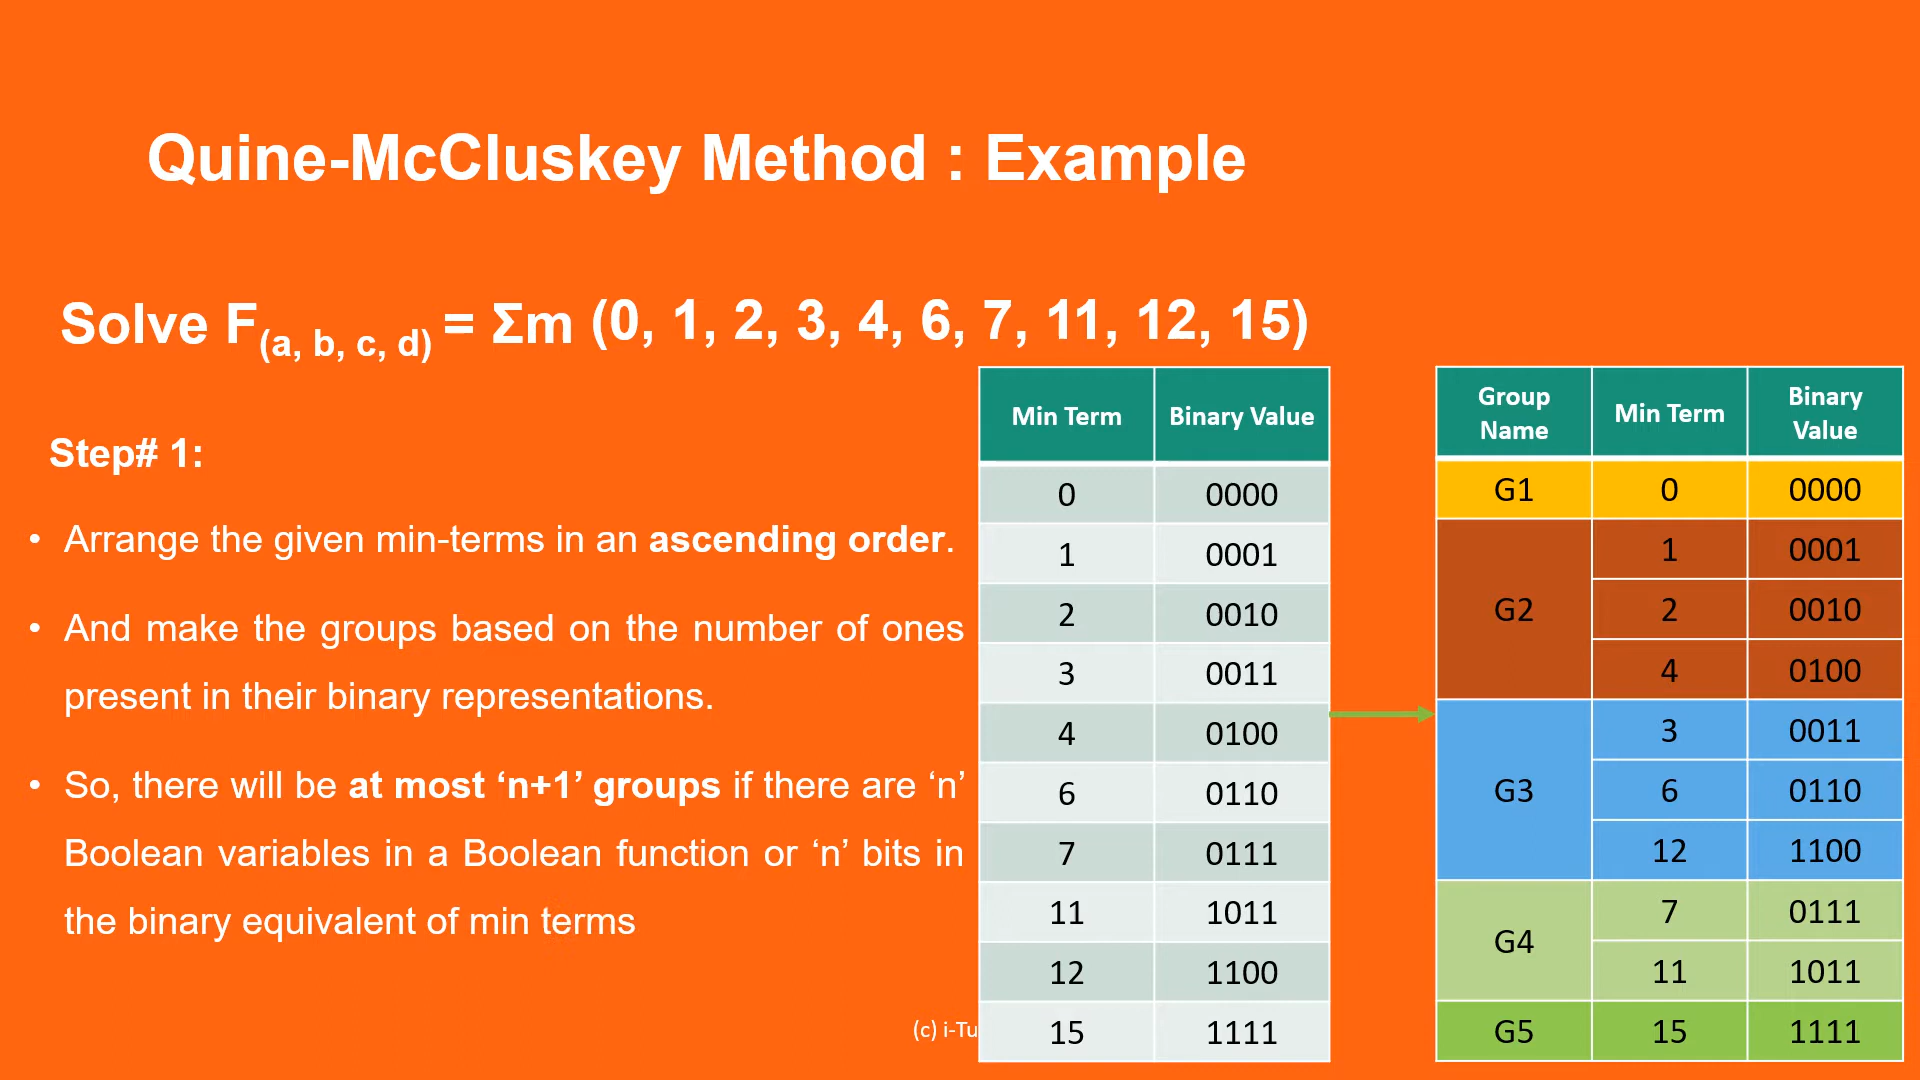 Quine-McCluskey Method : Example
Solve F(a, b, c, d) = Σm (0, 1, 2, 3, 4, 6, 7, 11, 12, 15)
Step# 1:
• Arrange the given min-terms in an ascending order.
• And make the groups based on the number of ones
present in their binary representations.
• So, there will be at most ‘n+1’ groups if there are ‘n’
Boolean variables in a Boolean function or ‘n’ bits in
the binary equivalent of min terms
(c) i-Tu
Min Term Binary Value
0 0000
1 0001
2 0010
3 0011
4 0100
6 0110
7 0111
11 1011
12 1100
15 1111
Group
Name
Min Term
Binary
Value
G1 0 0000
G2
1 0001
2 0010
4 0100
G3
3 0011
6 0110
12 1100
G4
7 0111
11 1011
G5 15 1111